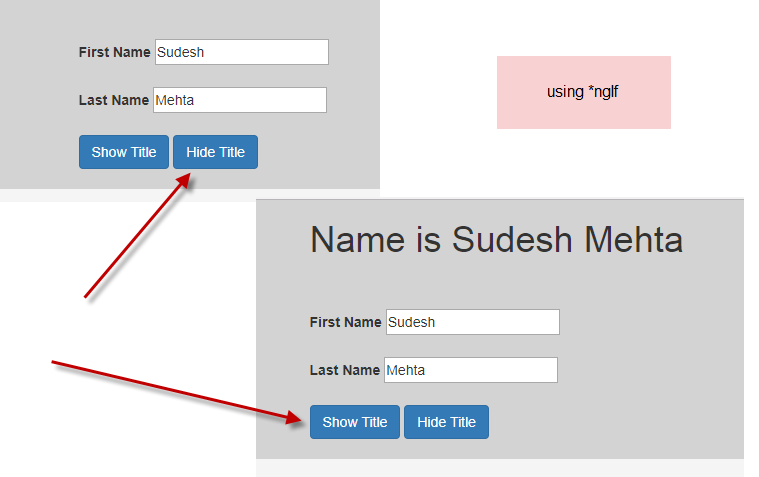 First Name Sudesh
Last Name Mehta
Show Title Hide Title
using *ngIf
Name is Sudesh Mehta
First Name Sudesh
Last Name Mehta
Show Title Hide Title